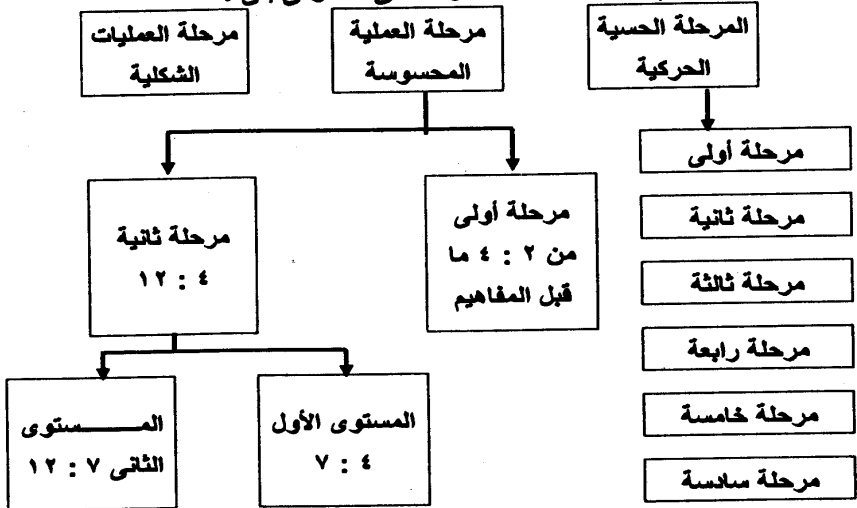 المرحلة الحسية
الحركية
مرحلة العملية
المحسوسة
مرحلة العمليات
الشكلية
مرحلة أولى
مرحلة ثانية
مرحلة ثالثة
مرحلة رابعة
مرحلة خامسة
مرحلة سادسة
مرحلة أولى
من ٢ : ٤ ما
قبل المفاهيم
مرحلة ثانية
٤ : ١٢
المستوى الأول
٤ : ٧
المـــــستوى
الثانى ٧ : ١٢